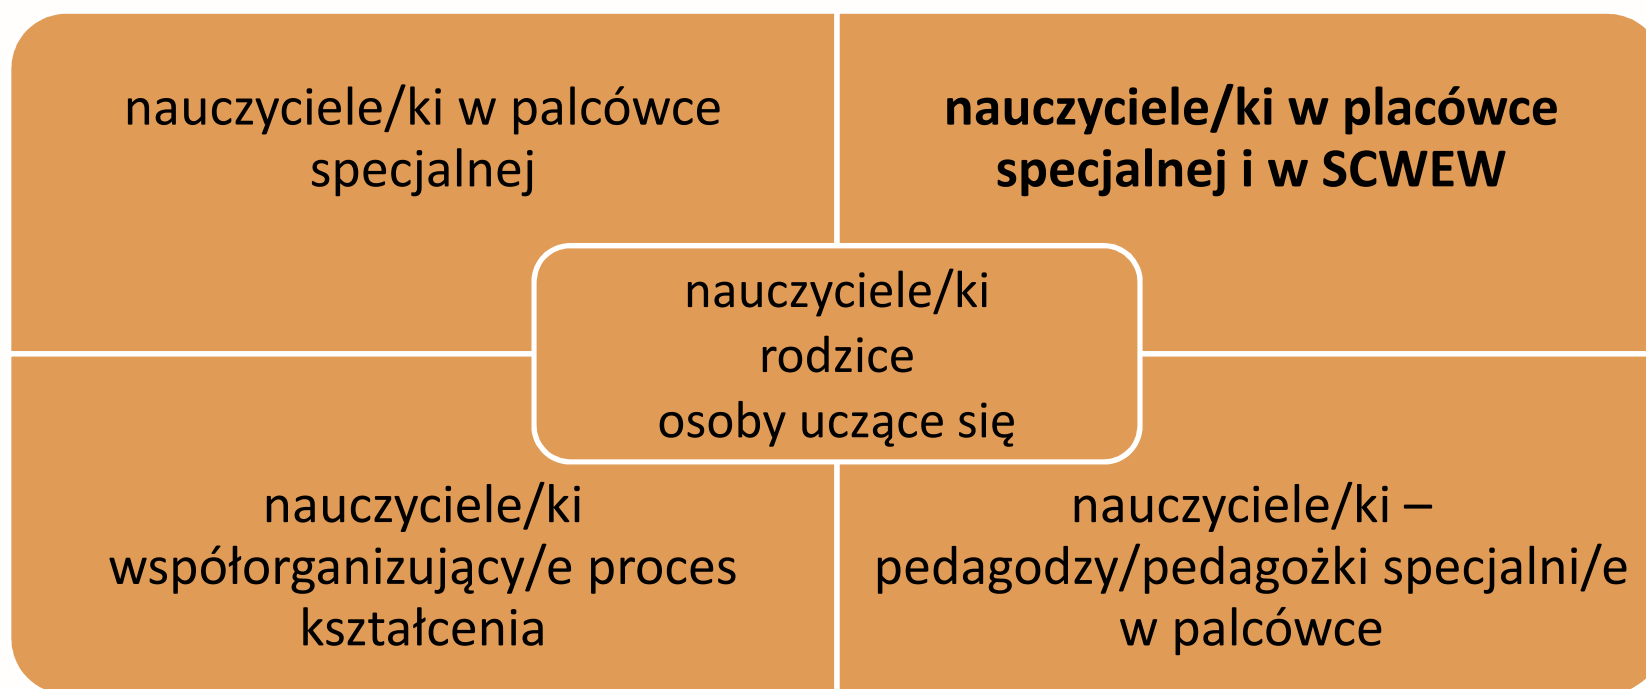 nauczyciele/ki w palcówce
specjalnej
nauczyciele/ki w placówce
specjalnej i w SCWEW
nauczyciele/ki
rodzice
osoby uczące się
nauczyciele/ki
współorganizujący/e proces
kształcenia
nauczyciele/ki –
pedagodzy/pedagożki specjalni/e
w palcówce